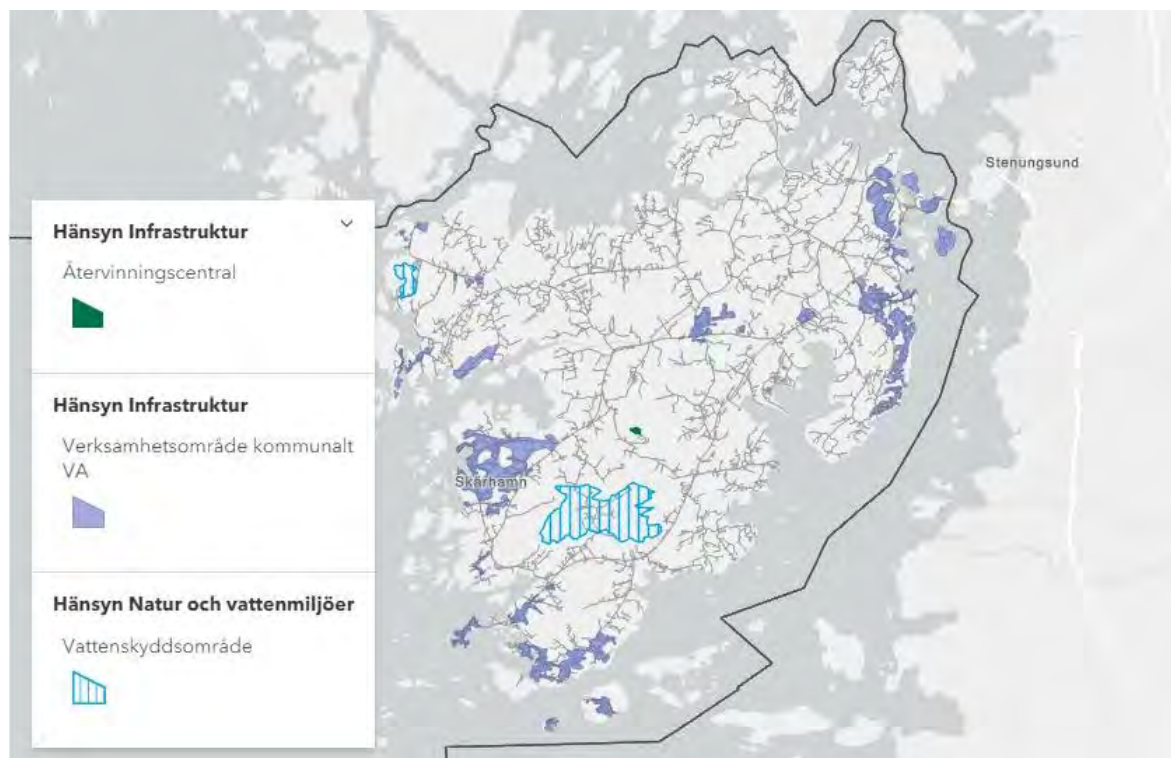 Hänsyn Infrastruktur
Återvinningscentral
Hänsyn Infrastruktur
Verksamhetsområde kommunalt
VA
Hänsyn Natur och vattenmiljöer
Vattenskyddsområde
Stenungsund
Skärhamn